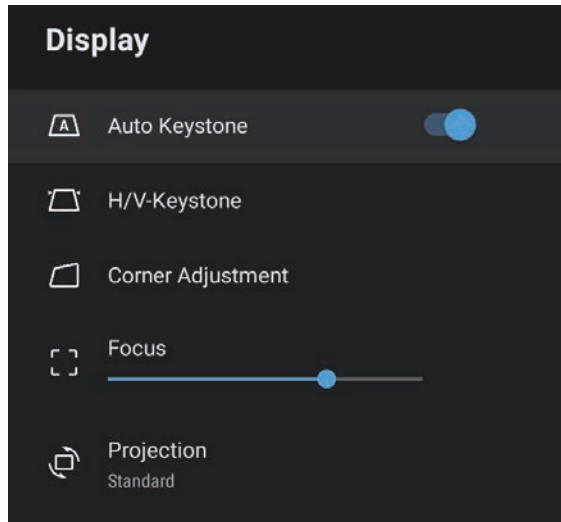 Display
A
Auto Keystone
H/V-Keystone
Corner Adjustment
Focus
Projection
Standard